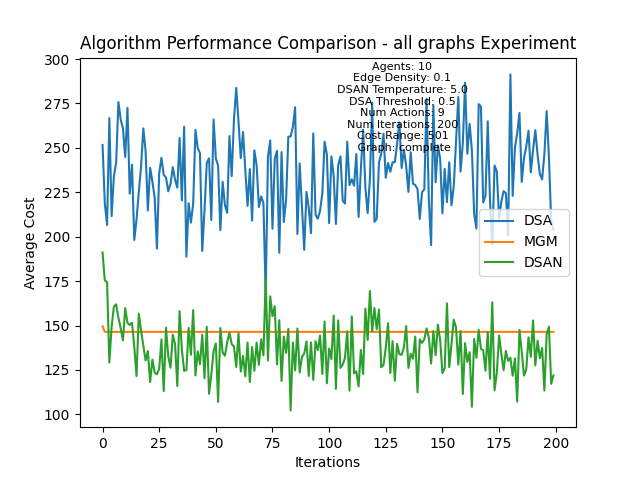 Algorithm Performance Comparison - all graphs Experiment
Agents: 10
Edge Density: 0.1
DSAN Temperature: 5.0
DSA Threshold: 0.5
Num Actions: 9
Num Iterations: 200
Cost Range: 501
Graph: complete
300
275
250
225
200
175
150
125
100
Average Cost
DSA
MGM
DSAN
0 25 50 75 100 125 150 175 200
Iterations